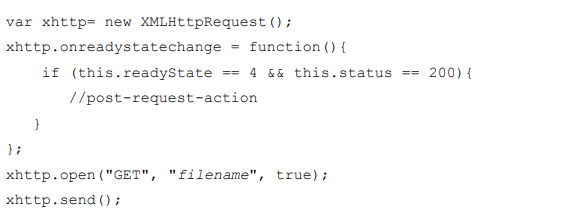 var xhttp= new XMLHttpRequest();
xhttp.onreadystatechange = function(){
    if (this.readyState == 4 && this.status == 200){
        //post-request-action
    }
};
xhttp.open("GET", "filename", true);
xhttp.send();